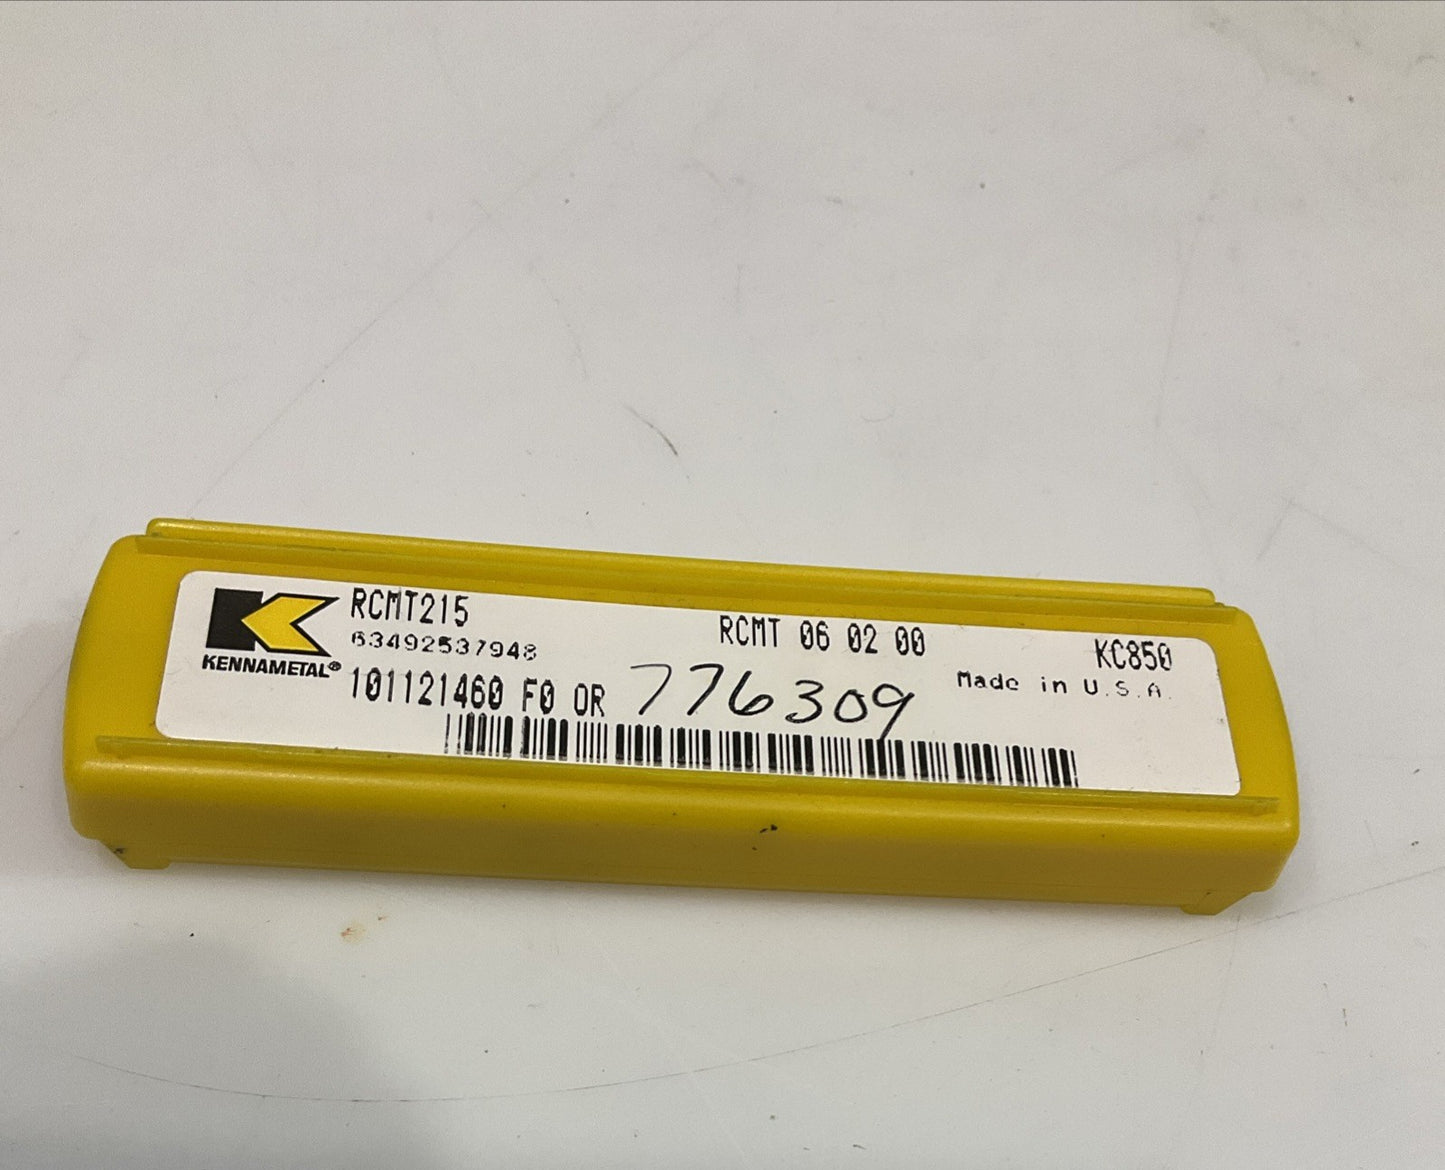 RCMT215
63492537948
KENNAMETAL®
101121460 F0 OR 776309
RCMT 06 02 00
KC850
Made in U.S.A.